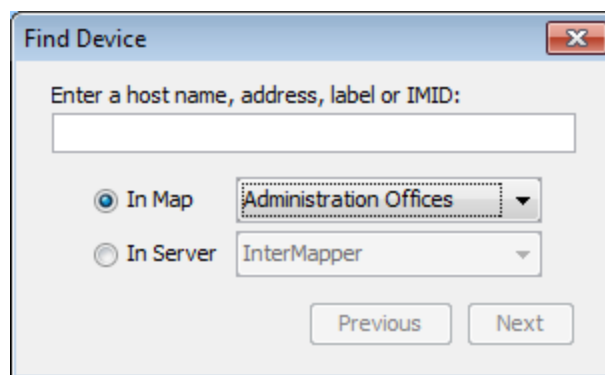 Find Device
Enter a host name, address, label or IMID:
In Map Administration Offices
In Server InterMapper
Previous Next